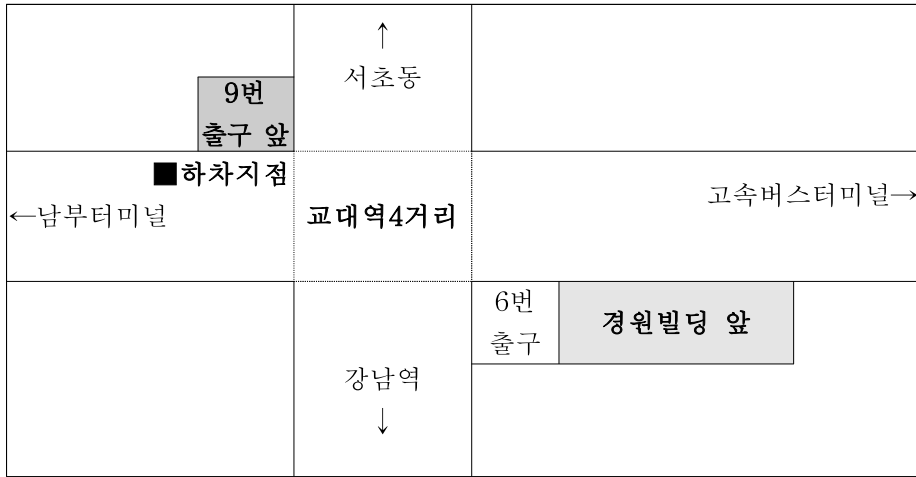 ↑
서초동
9번
출구 앞
■하차지점
←남부터미널
교대역4거리
고속버스터미널→
6번
출구
경원빌딩 앞
강남역
↓